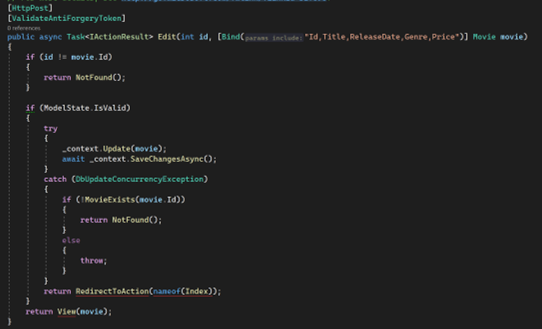 [HttpPost]
[ValidateAntiForgeryToken]
0 references
public async Task<IActionResult> Edit(int id, [Bind(params include:"Id,Title,ReleaseDate,Genre,Price")] Movie movie)
{
if (id != movie.Id)
{
return NotFound();
}
if (ModelState.IsValid)
{
try
{
_context.Update(movie);
await _context.SaveChangesAsync();
}
catch (DbUpdateConcurrencyException)
{
if (!MovieExists(movie.Id))
{
return NotFound();
}
else
{
throw;
}
}
return RedirectToAction(nameof(Index));
}
return View(movie);
}